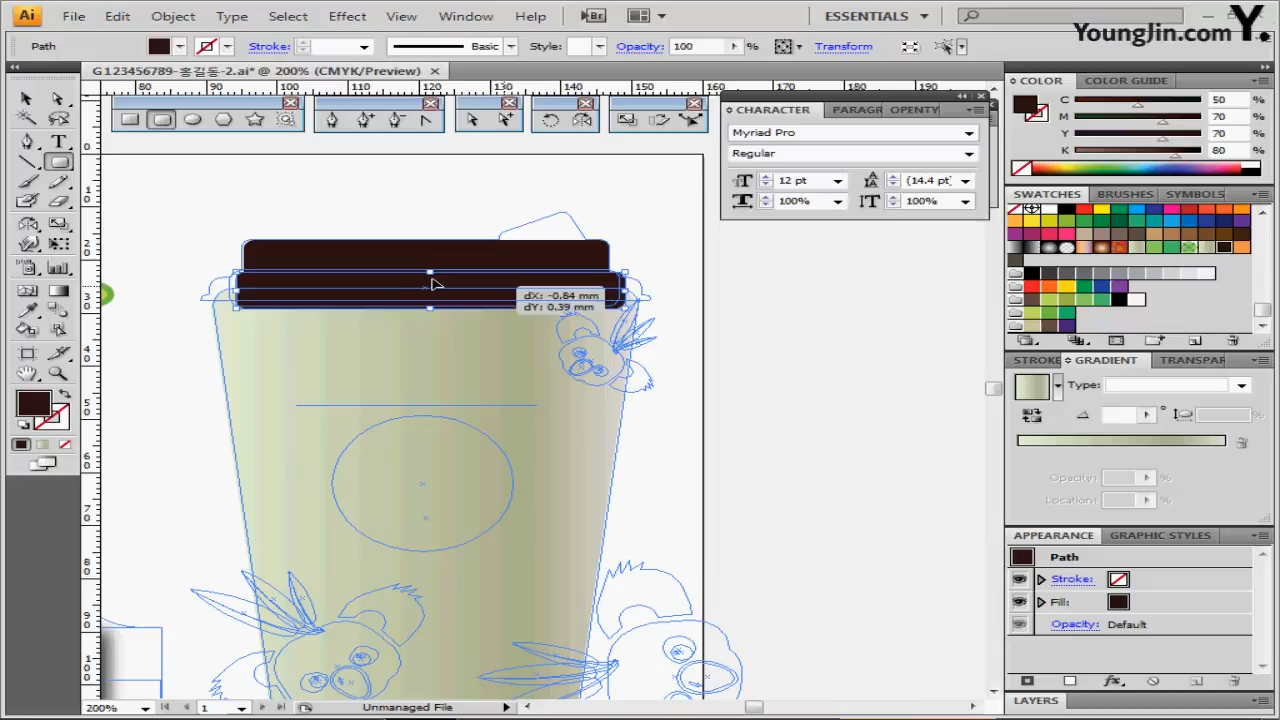 Ai File Edit Object Type Select Effect View Window Help Br ESSENTIALS
YoungJin.com Y.
Path Stroke: Basic Style: Opacity: 100 % Transform
G123456789-홍길동-2.ai* @ 200% (CMYK/Preview)
80 90 100 110 120 130 140 150 160 170 180 190
CHARACTER PARAGR OPENTY
Myriad Pro
Regular
12 pt (14.4 pt)
100% 100%
dX: -0.84 mm
dY: 0.39 mm
COLOR COLOR GUIDE
C 50 %
M 70 %
Y 70 %
K 80 %
SWATCHES BRUSHES SYMBOLS
STROKE GRADIENT TRANSPAR
Type:
Opacity: %
Location: %
APPEARANCE GRAPHIC STYLES
Path
Stroke:
Fill:
Opacity: Default
LAYERS
200% 1 Unmanaged File